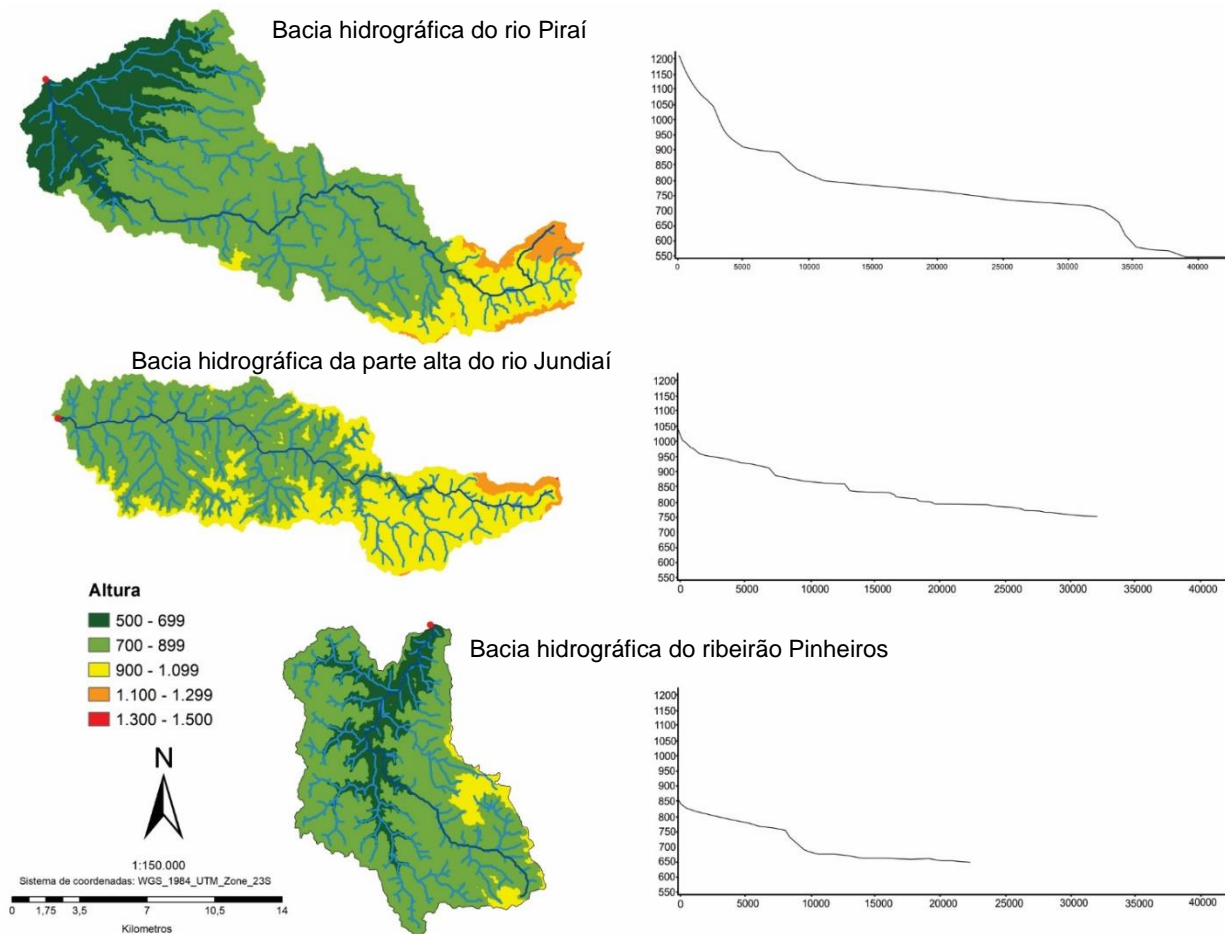 Bacia hidrográfica do rio Piraí
1200
1150
1100
1050
1000
950
900
850
800
750
700
650
600
550
0 5000 10000 15000 20000 25000 30000 35000 40000
Bacia hidrográfica da parte alta do rio Jundiaí
1200
1150
1100
1050
1000
950
900
850
800
750
700
650
600
550
0 5000 10000 15000 20000 25000 30000 35000 40000
Altura
500 - 699
700 - 899
900 - 1.099
1.100 - 1.299
1.300 - 1.500
N
1:150.000
Sistema de coordenadas: WGS_1984_UTM_Zone_23S
0 1,75 3,5 7 10,5 14
Kilometros
Bacia hidrográfica do ribeirão Pinheiros
1200
1150
1100
1050
1000
950
900
850
800
750
700
650
600
550
0 5000 10000 15000 20000 25000 30000 35000 40000